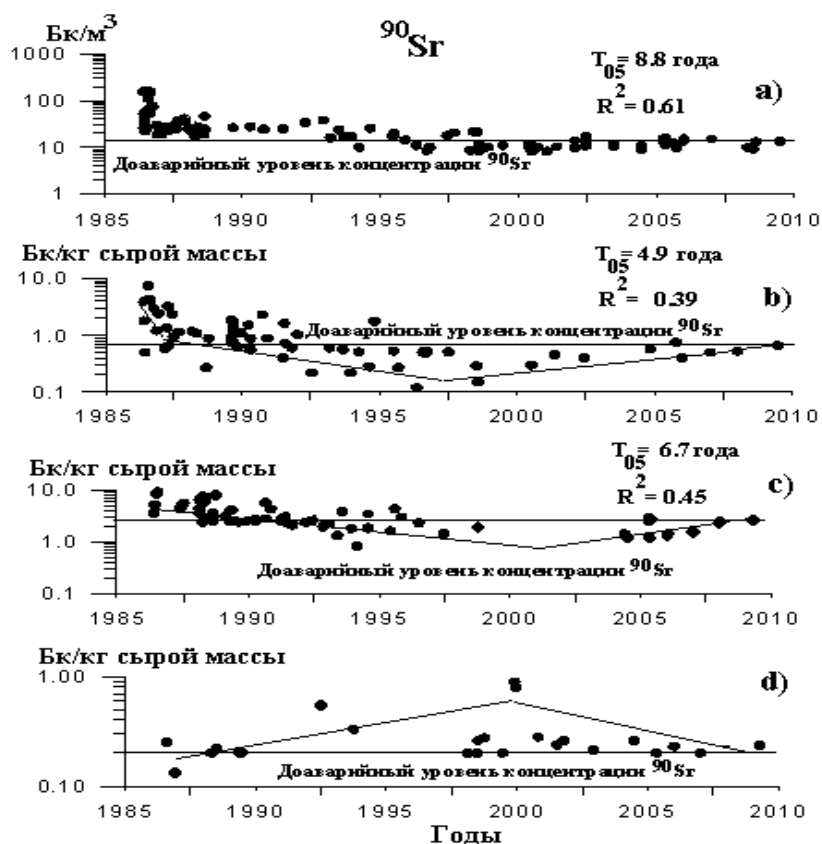 Бк/м³
⁹⁰Sr
1000
100
10
1
T₀₅= 8.8 года
R² = 0.61
a)
Доаварийный уровень концентрации ⁹⁰Sr
1985 1990 1995 2000 2005 2010
Бк/кг сырой массы
10.0
1.0
0.1
T₀₅= 4.9 года
R² = 0.39
b)
Доаварийный уровень концентрации ⁹⁰Sr
1985 1990 1995 2000 2005 2010
Бк/кг сырой массы
10.0
1.0
0.1
T₀₅= 6.7 года
R² = 0.45
c)
Доаварийный уровень концентрации ⁹⁰Sr
1985 1990 1995 2000 2005 2010
Бк/кг сырой массы
1.00
0.10
d)
Доаварийный уровень концентрации ⁹⁰Sr
1985 1990 1995 2000 2005 2010
Годы